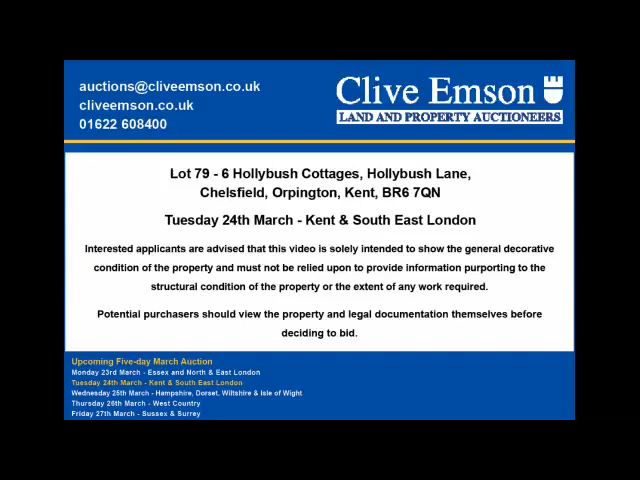 auctions@cliveemson.co.uk
cliveemson.co.uk
01622 608400
Clive Emson
LAND AND PROPERTY AUCTIONEERS
Lot 79 - 6 Hollybush Cottages, Hollybush Lane,
Chelsfield, Orpington, Kent, BR6 7QN
Tuesday 24th March - Kent & South East London
Interested applicants are advised that this video is solely intended to show the general decorative
condition of the property and must not be relied upon to provide information purporting to the
structural condition of the property or the extent of any work required.
Potential purchasers should view the property and legal documentation themselves before
deciding to bid.
Upcoming Five-day March Auction
Monday 23rd March - Essex and North & East London
Tuesday 24th March - Kent & South East London
Wednesday 25th March - Hampshire, Dorset, Wiltshire & Isle of Wight
Thursday 26th March - West Country
Friday 27th March - Sussex & Surrey